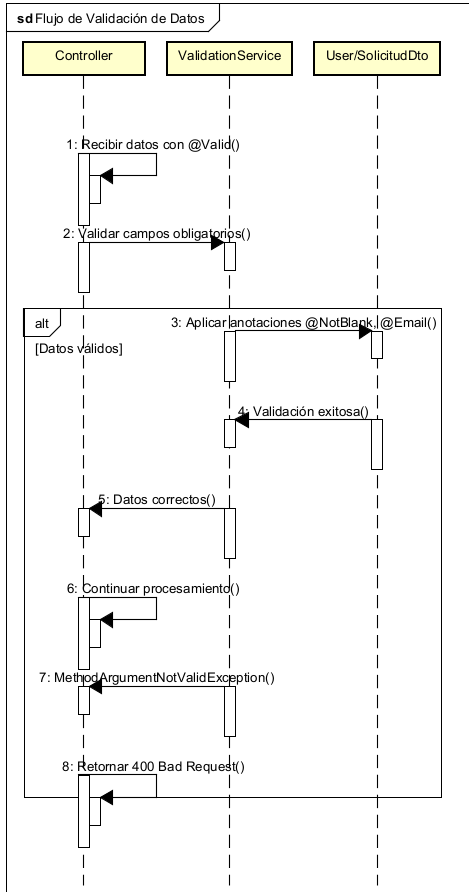 sd Flujo de Validación de Datos
Controller
ValidationService
User/SolicitudDto
1: Recibir datos con @Valid()
2: Validar campos obligatorios()
alt
3: Aplicar anotaciones @NotBlank, @Email()
[Datos válidos]
4: Validación exitosa()
5: Datos correctos()
6: Continuar procesamiento()
7: MethodArgumentNotValidException()
8: Retornar 400 Bad Request()